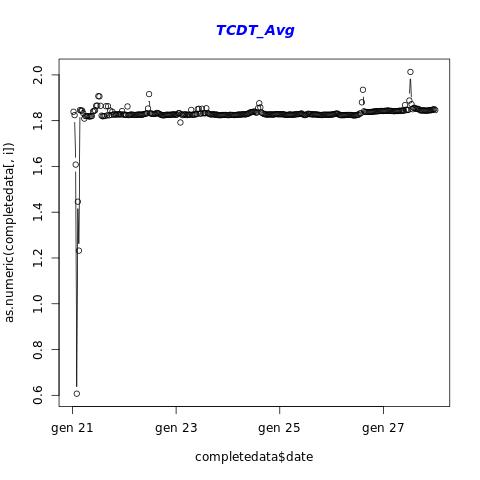 TCDT_Avg
as.numeric(completedata[, i])
2.0
1.8
1.6
1.4
1.2
1.0
0.8
0.6
gen 21
gen 23
gen 25
gen 27
completedata$date